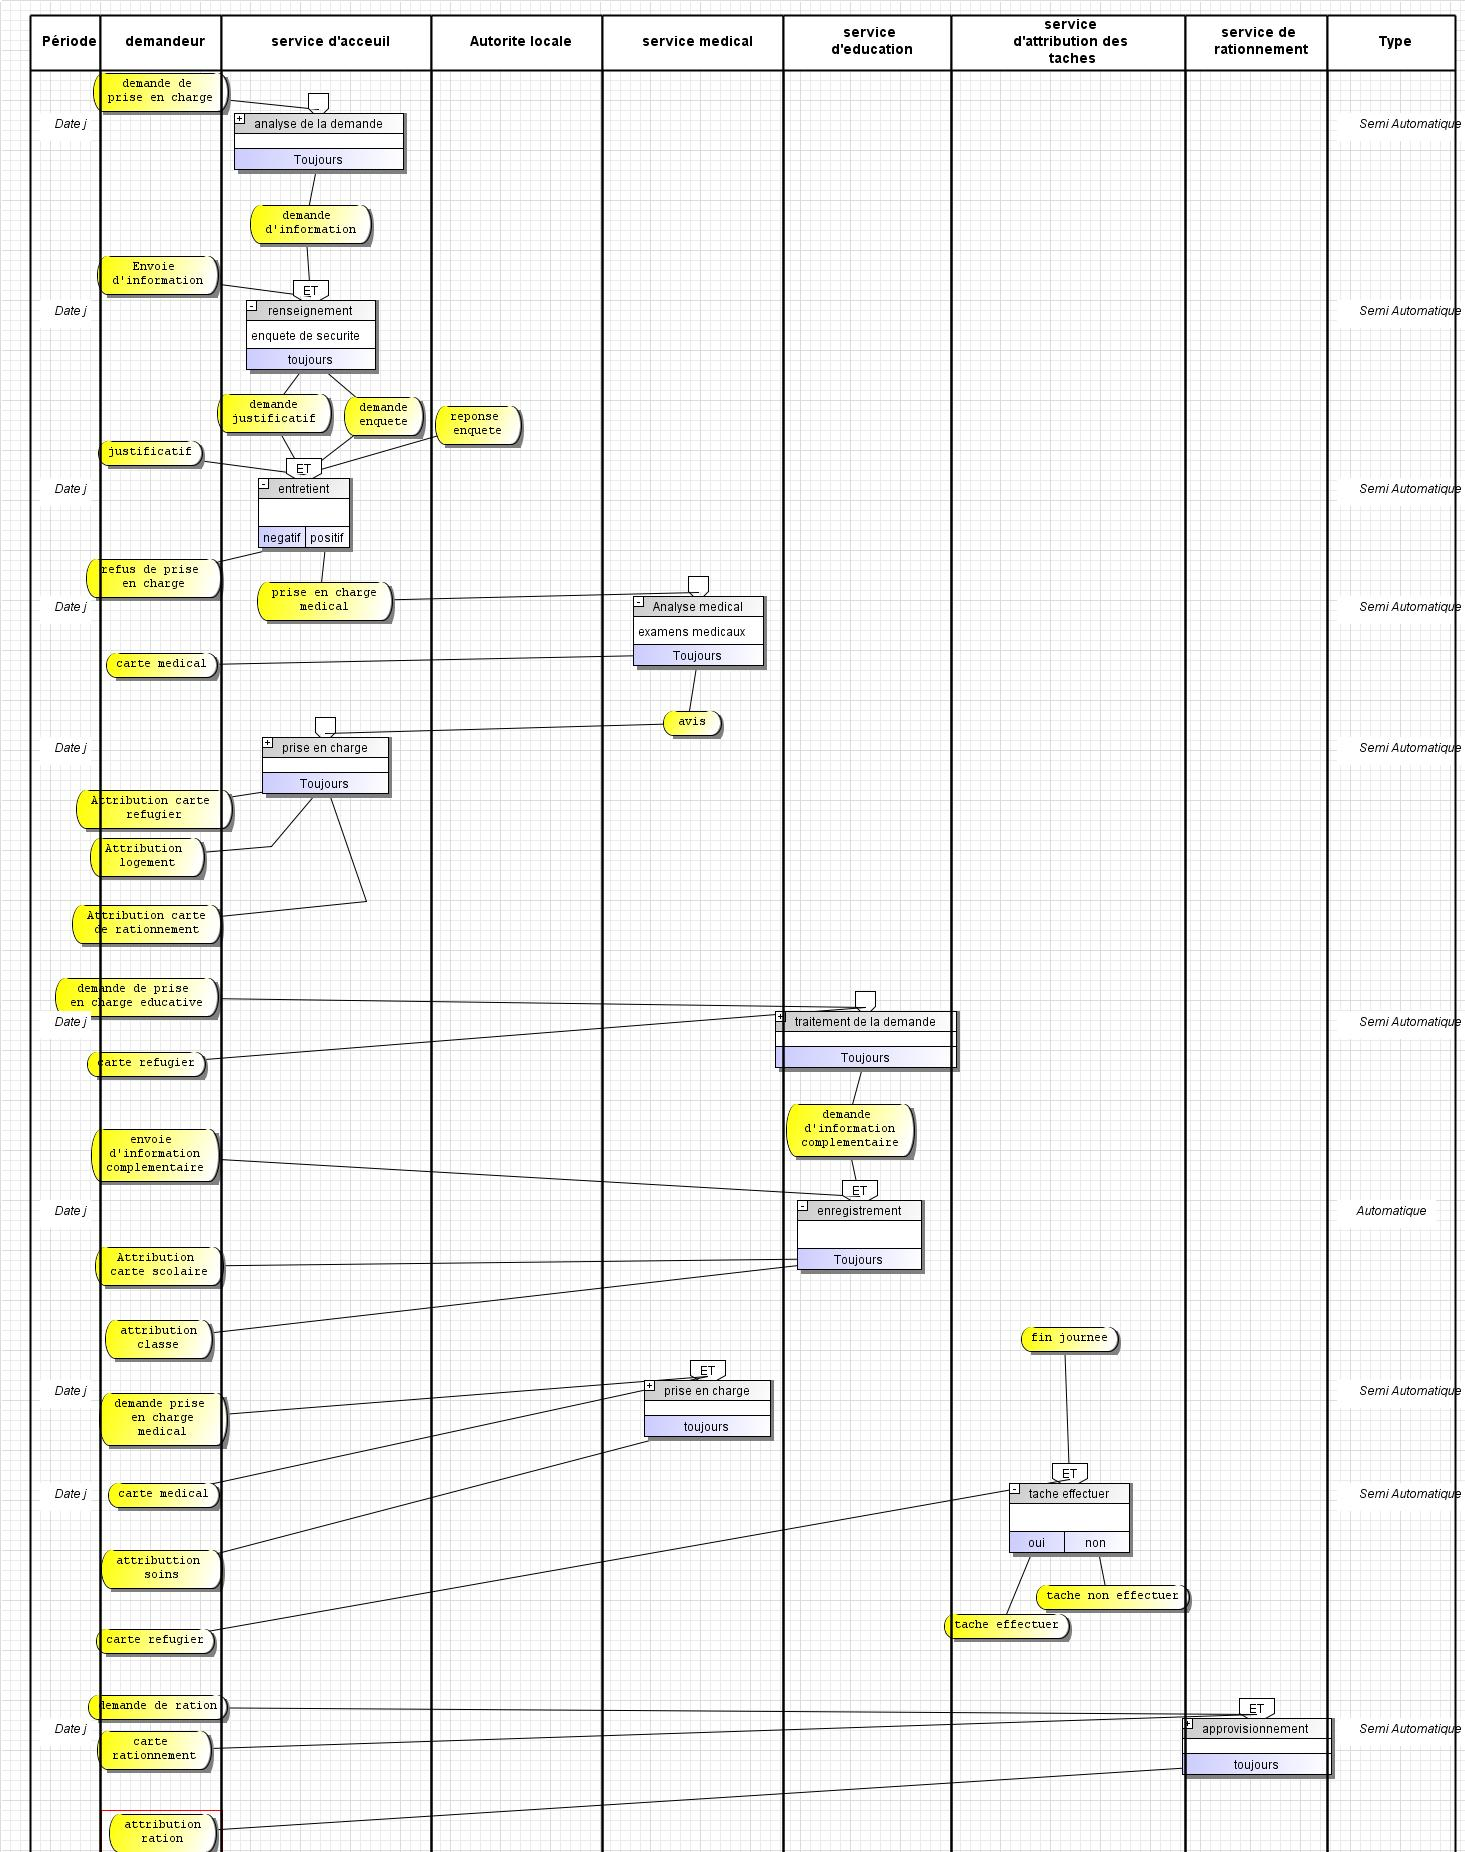 Période
demandeur
service d'acceuil
Autorite locale
service medical
service
d'education
service
d'attribution des
taches
service de
rationnement
Type
demande de
prise en charge
Date j
analyse de la demande
Semi Automatique
Toujours
demande
d'information
Envoie
d'information
ET
Date j
renseignement
Semi Automatique
enquete de securite
toujours
demande
justificatif
demande
enquete
reponse
enquete
justificatif
ET
Date j
entretient
Semi Automatique
negatif
positif
refus de prise
en charge
prise en charge
medical
Date j
Analyse medical
Semi Automatique
examens medicaux
Toujours
carte medical
avis
Date j
prise en charge
Semi Automatique
Toujours
Attribution carte
refugier
Attribution
logement
Attribution carte
de rationnement
demande de prise
en charge educative
Date j
traitement de la demande
Semi Automatique
Toujours
carte refugier
demande
d'information
complementaire
envoie
d'information
complementaire
ET
Date j
enregistrement
Automatique
Attribution
carte scolaire
Toujours
attribution
classe
fin journee
ET
Date j
prise en charge
Semi Automatique
toujours
demande prise
en charge
medical
ET
carte medical
Date j
tache effectuer
Semi Automatique
oui
non
attributtion
soins
tache non effectuer
tache effectuer
carte refugier
demande de ration
ET
Date j
approvisionnement
Semi Automatique
carte
rationnement
toujours
attribution
ration